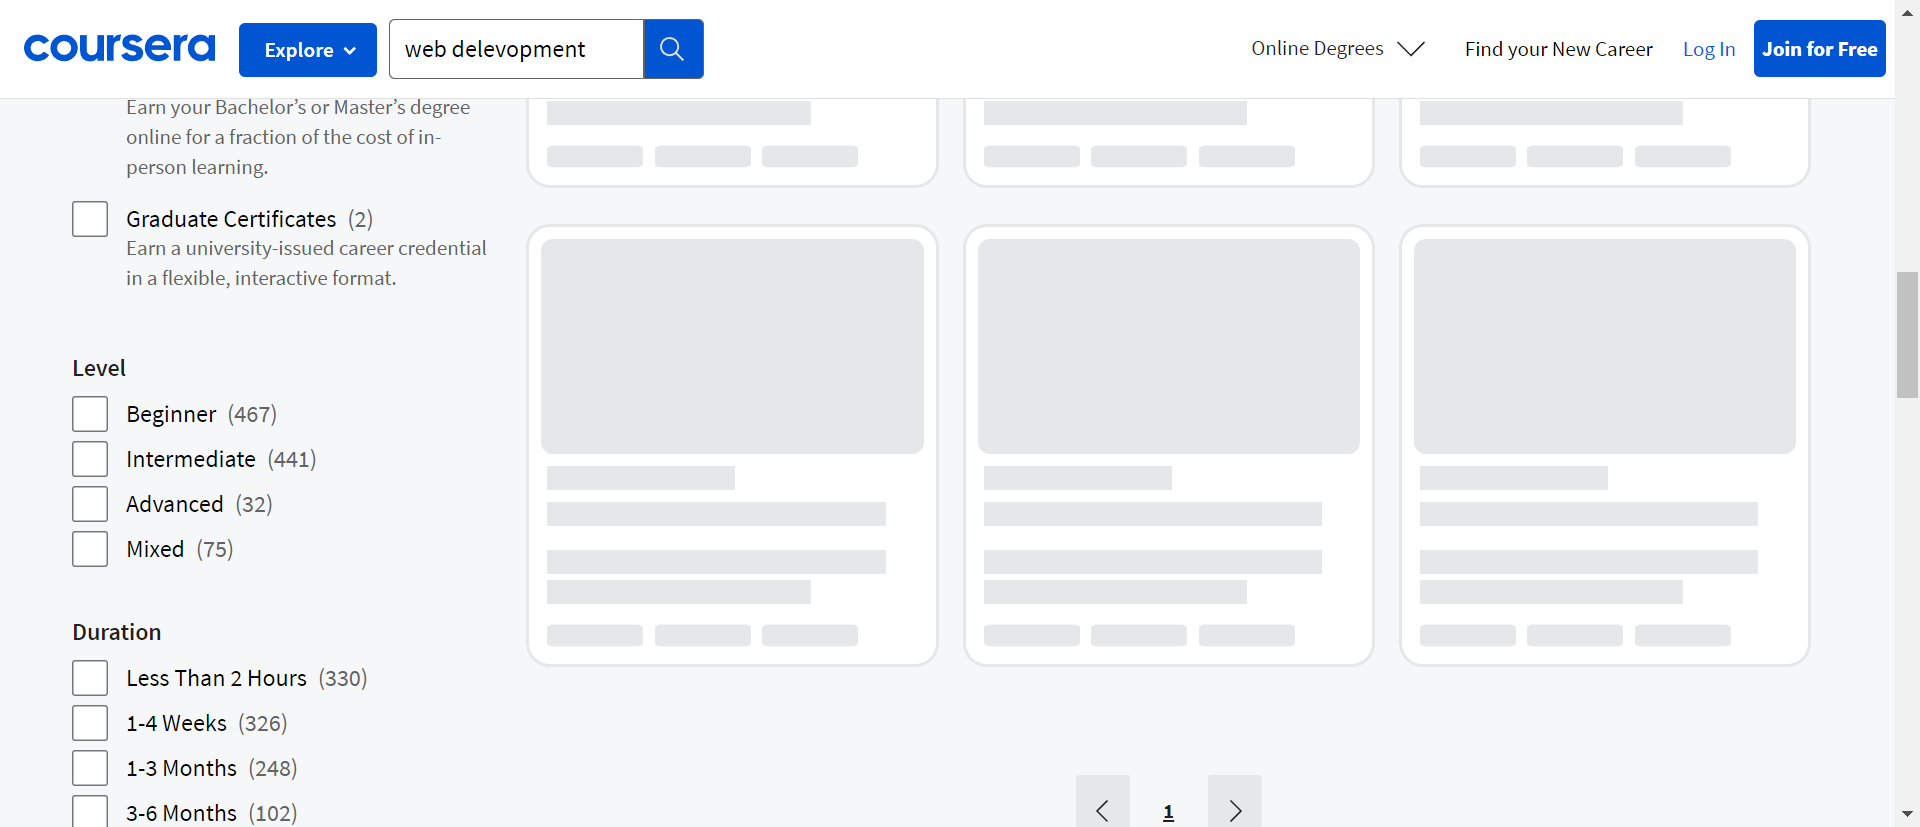 coursera
Explore
web delevopment
Online Degrees
Find your New Career
Log In
Join for Free
Earn your Bachelor’s or Master’s degree
online for a fraction of the cost of in-
person learning.
Graduate Certificates (2)
Earn a university-issued career credential
in a flexible, interactive format.
Level
Beginner (467)
Intermediate (441)
Advanced (32)
Mixed (75)
Duration
Less Than 2 Hours (330)
1-4 Weeks (326)
1-3 Months (248)
3-6 Months (102)
1